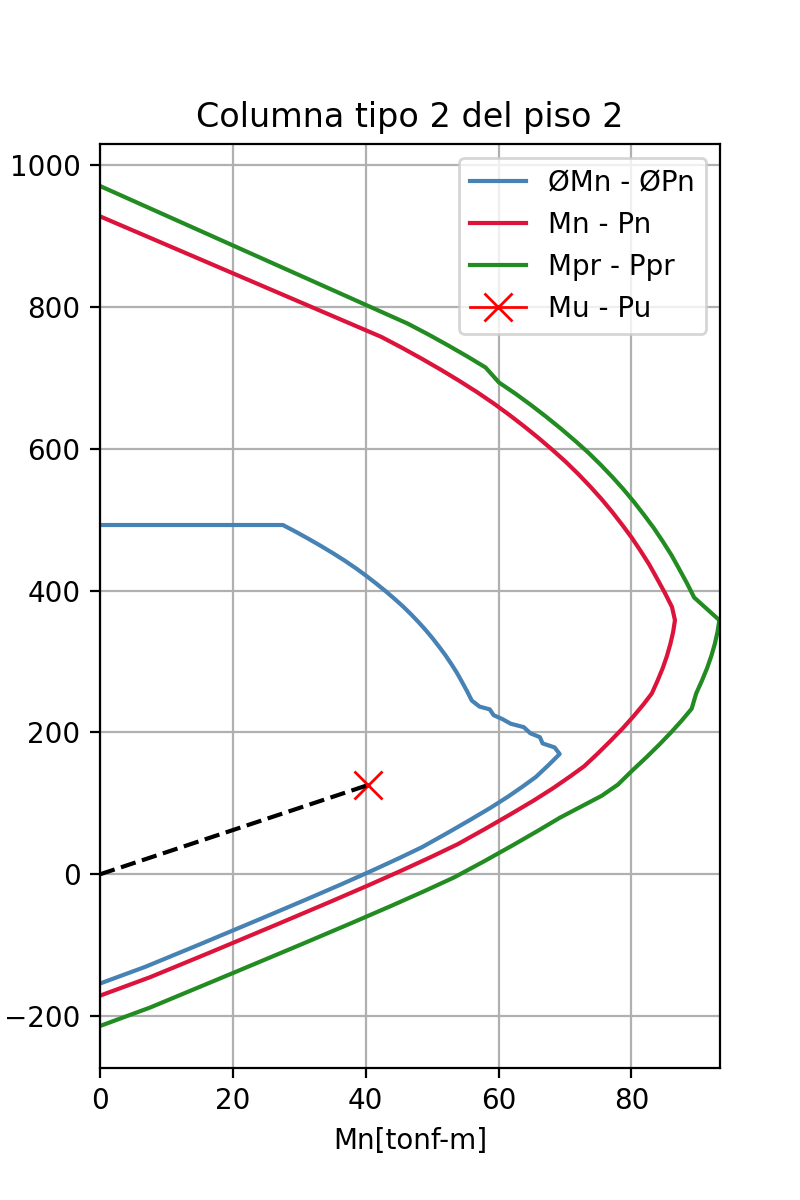 Columna tipo 2 del piso 2
1000
800
600
400
200
0
−200
ØMn - ØPn
Mn - Pn
Mpr - Ppr
Mu - Pu
0 20 40 60 80
Mn[tonf-m]